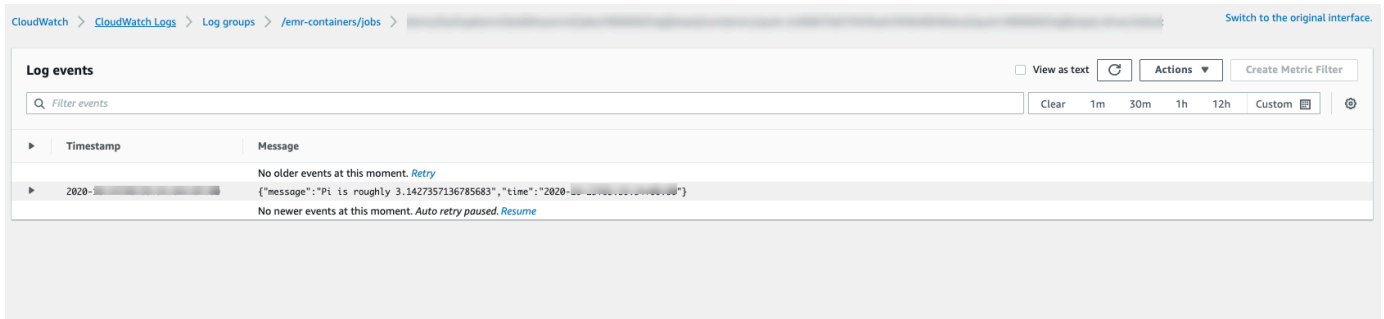 CloudWatch > CloudWatch Logs > Log groups > /emr-containers/jobs >
Switch to the original interface.
Log events
View as text
Actions ▼
Create Metric Filter
Filter events
Clear 1m 30m 1h 12h Custom
Timestamp Message
No older events at this moment. Retry
2020- {"message":"Pi is roughly 3.1427357136785683","time":"2020- "}
No newer events at this moment. Auto retry paused. Resume